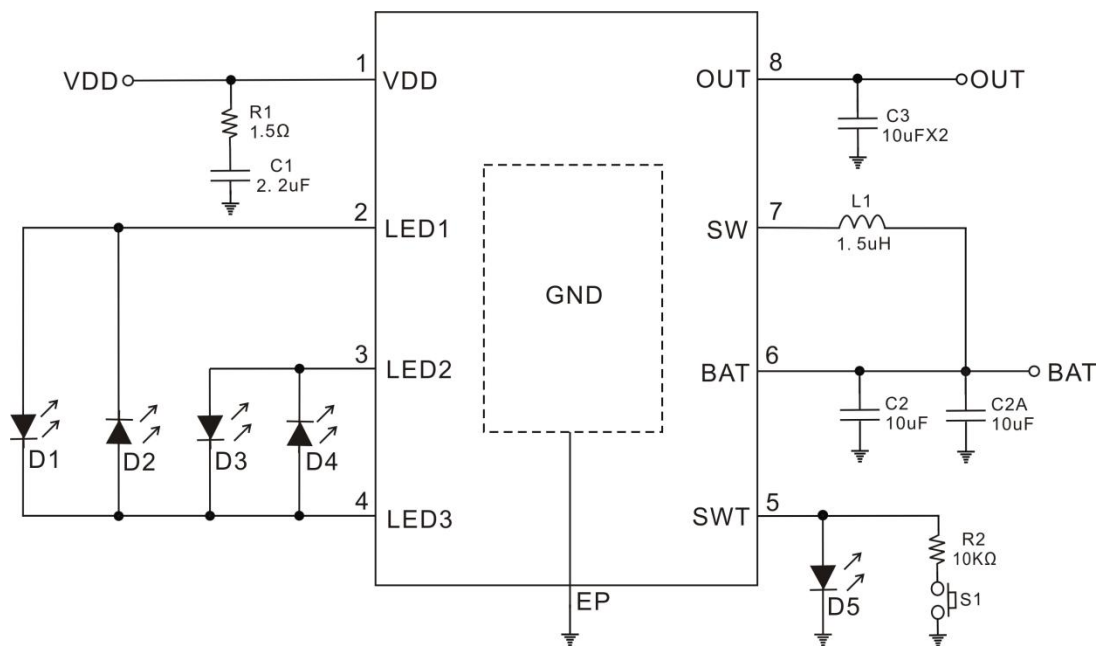 VDD
1
VDD
R1
1.5Ω
C1
2.2uF
2
LED1
3
LED2
4
LED3
D1
D2
D3
D4
GND
EP
8
OUT
OUT
C3
10uFX2
7
SW
L1
1.5uH
6
BAT
BAT
C2
10uF
C2A
10uF
5
SWT
R2
10KΩ
D5
S1